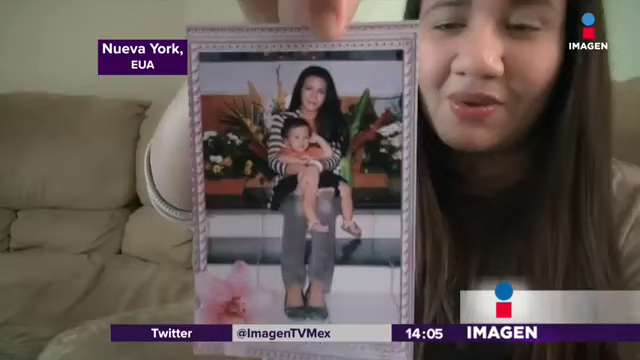 Nueva York,
EUA
IMAGEN
Twitter
@ImagenTVMex
14:05
IMAGEN